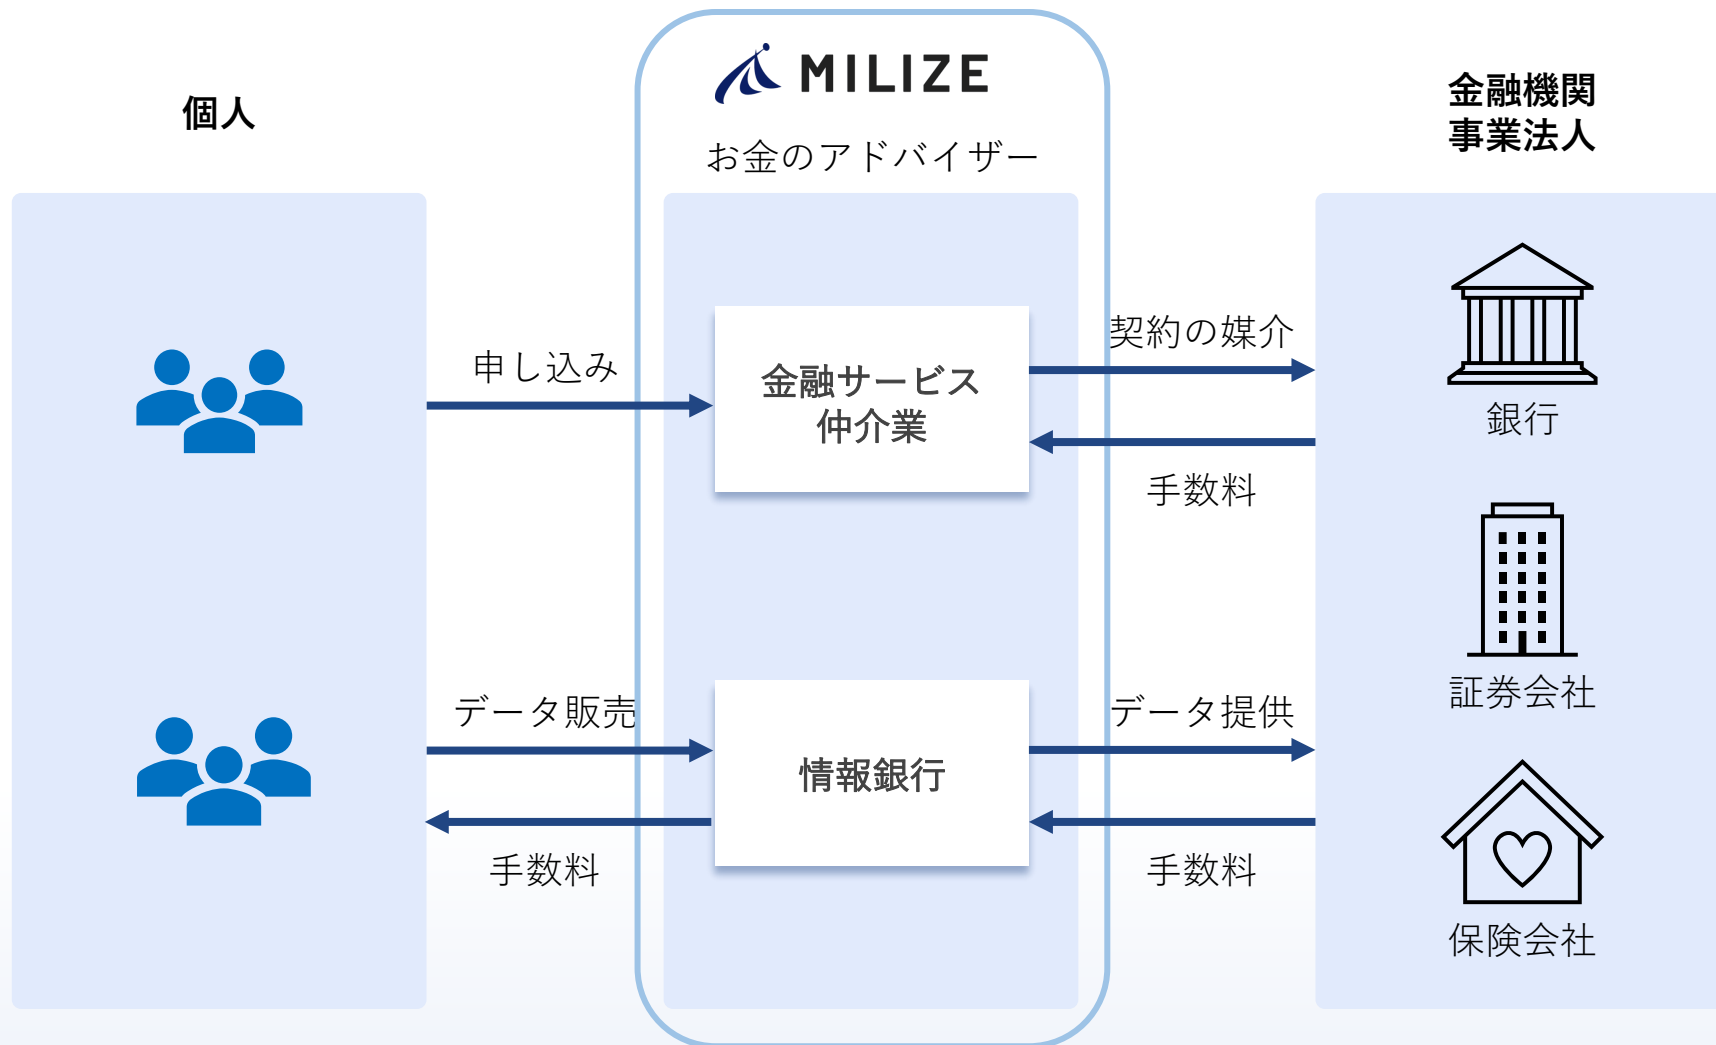 個人
MILIZE
お金のアドバイザー
金融機関
事業法人
申し込み
金融サービス
仲介業
契約の媒介
手数料
銀行
証券会社
データ販売
手数料
情報銀行
データ提供
手数料
保険会社